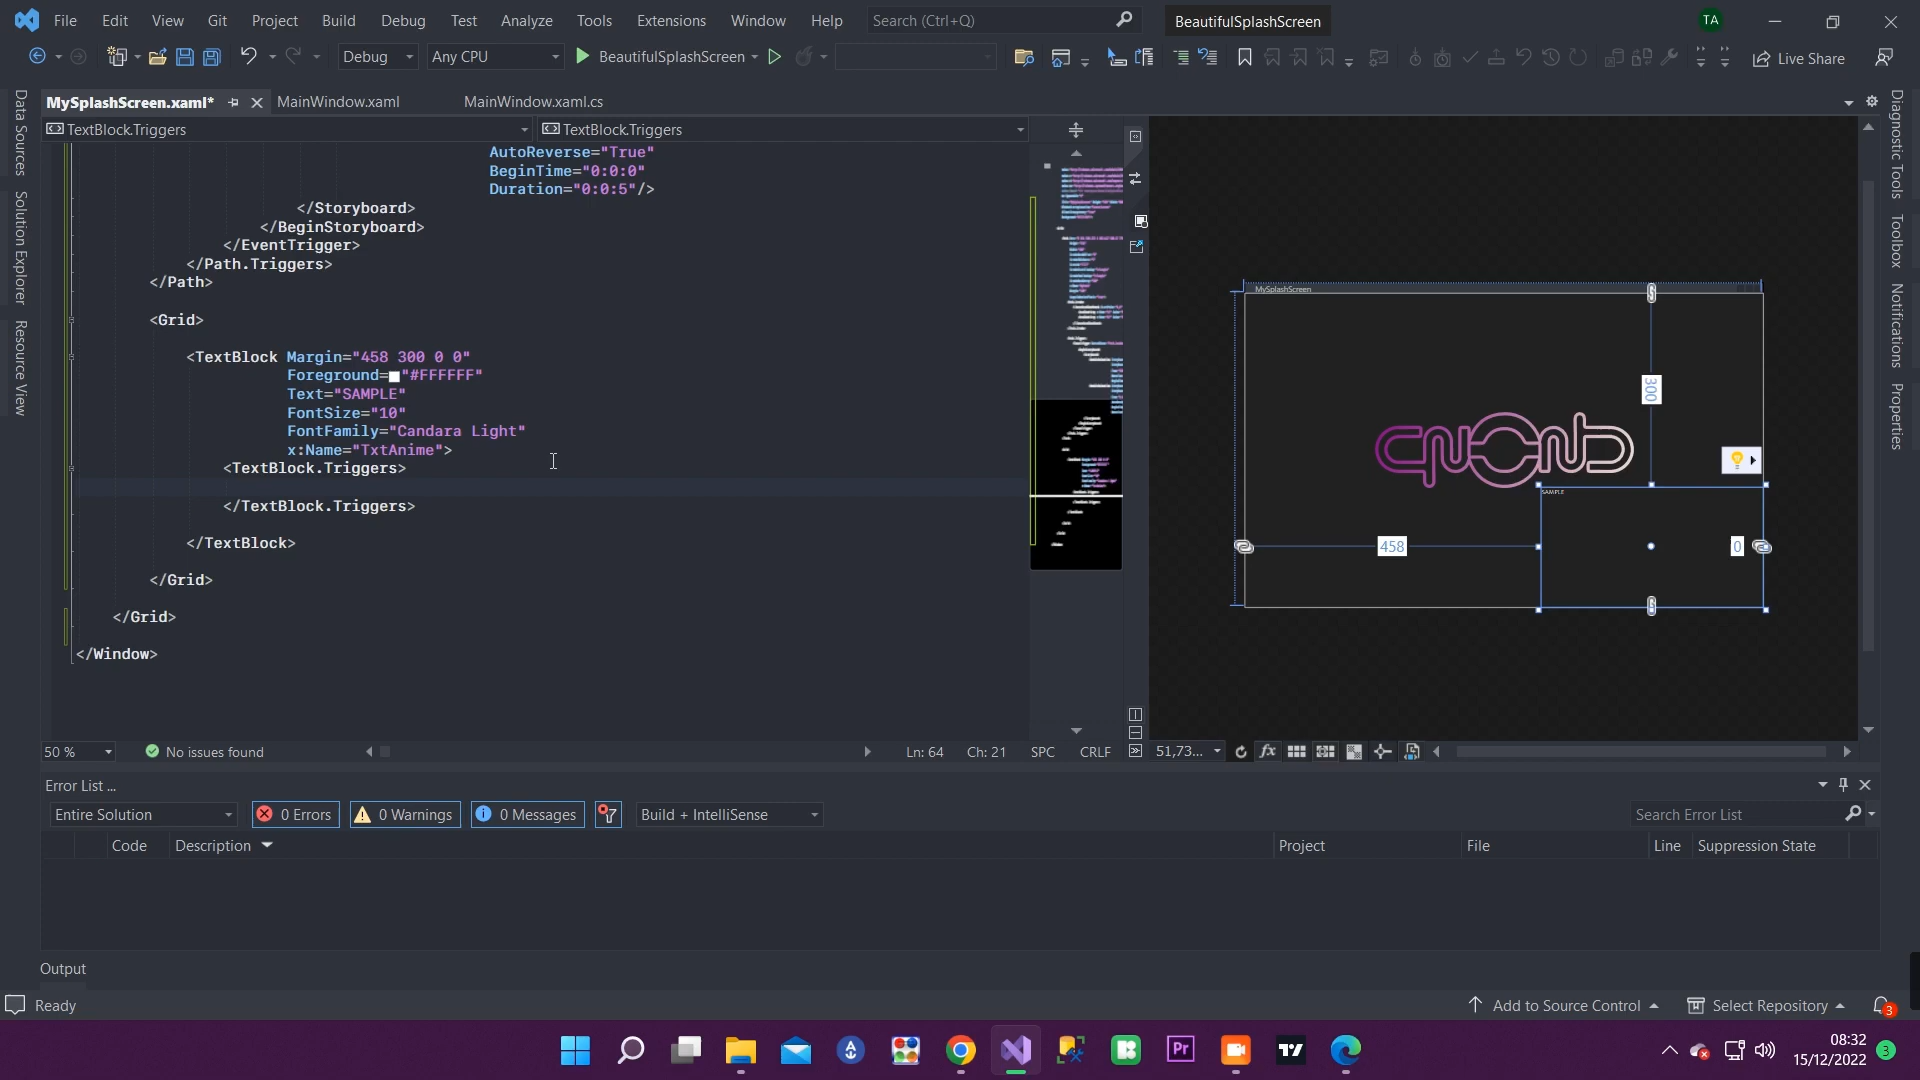 File Edit View Git Project Build Debug Test Analyze Tools Extensions Window Help Search (Ctrl+Q) BeautifulSplashScreen TA
Debug Any CPU BeautifulSplashScreen Live Share
Data Sources
Solution Explorer
Resource View
MySplashScreen.xaml* MainWindow.xaml MainWindow.xaml.cs
TextBlock.Triggers TextBlock.Triggers
AutoReverse="True"
BeginTime="0:0:0"
Duration="0:0:5"/>
</Storyboard>
</BeginStoryboard>
</EventTrigger>
</Path.Triggers>
</Path>
<Grid>
<TextBlock Margin="458 300 0 0"
Foreground="#FFFFFF"
Text="SAMPLE"
FontSize="10"
FontFamily="Candara Light"
x:Name="TxtAnime">
<TextBlock.Triggers>
</TextBlock.Triggers>
</TextBlock>
</Grid>
</Grid>
</Window>
MySplashScreen
300
SAMPLE
458
0
Diagnostic Tools
Toolbox
Notifications
Properties
50 % No issues found Ln: 64 Ch: 21 SPC CRLF 51,73...
Error List ...
Entire Solution 0 Errors 0 Warnings 0 Messages Build + IntelliSense Search Error List
Code Description Project File Line Suppression State
Output
Ready Add to Source Control Select Repository 3
08:32
15/12/2022 3